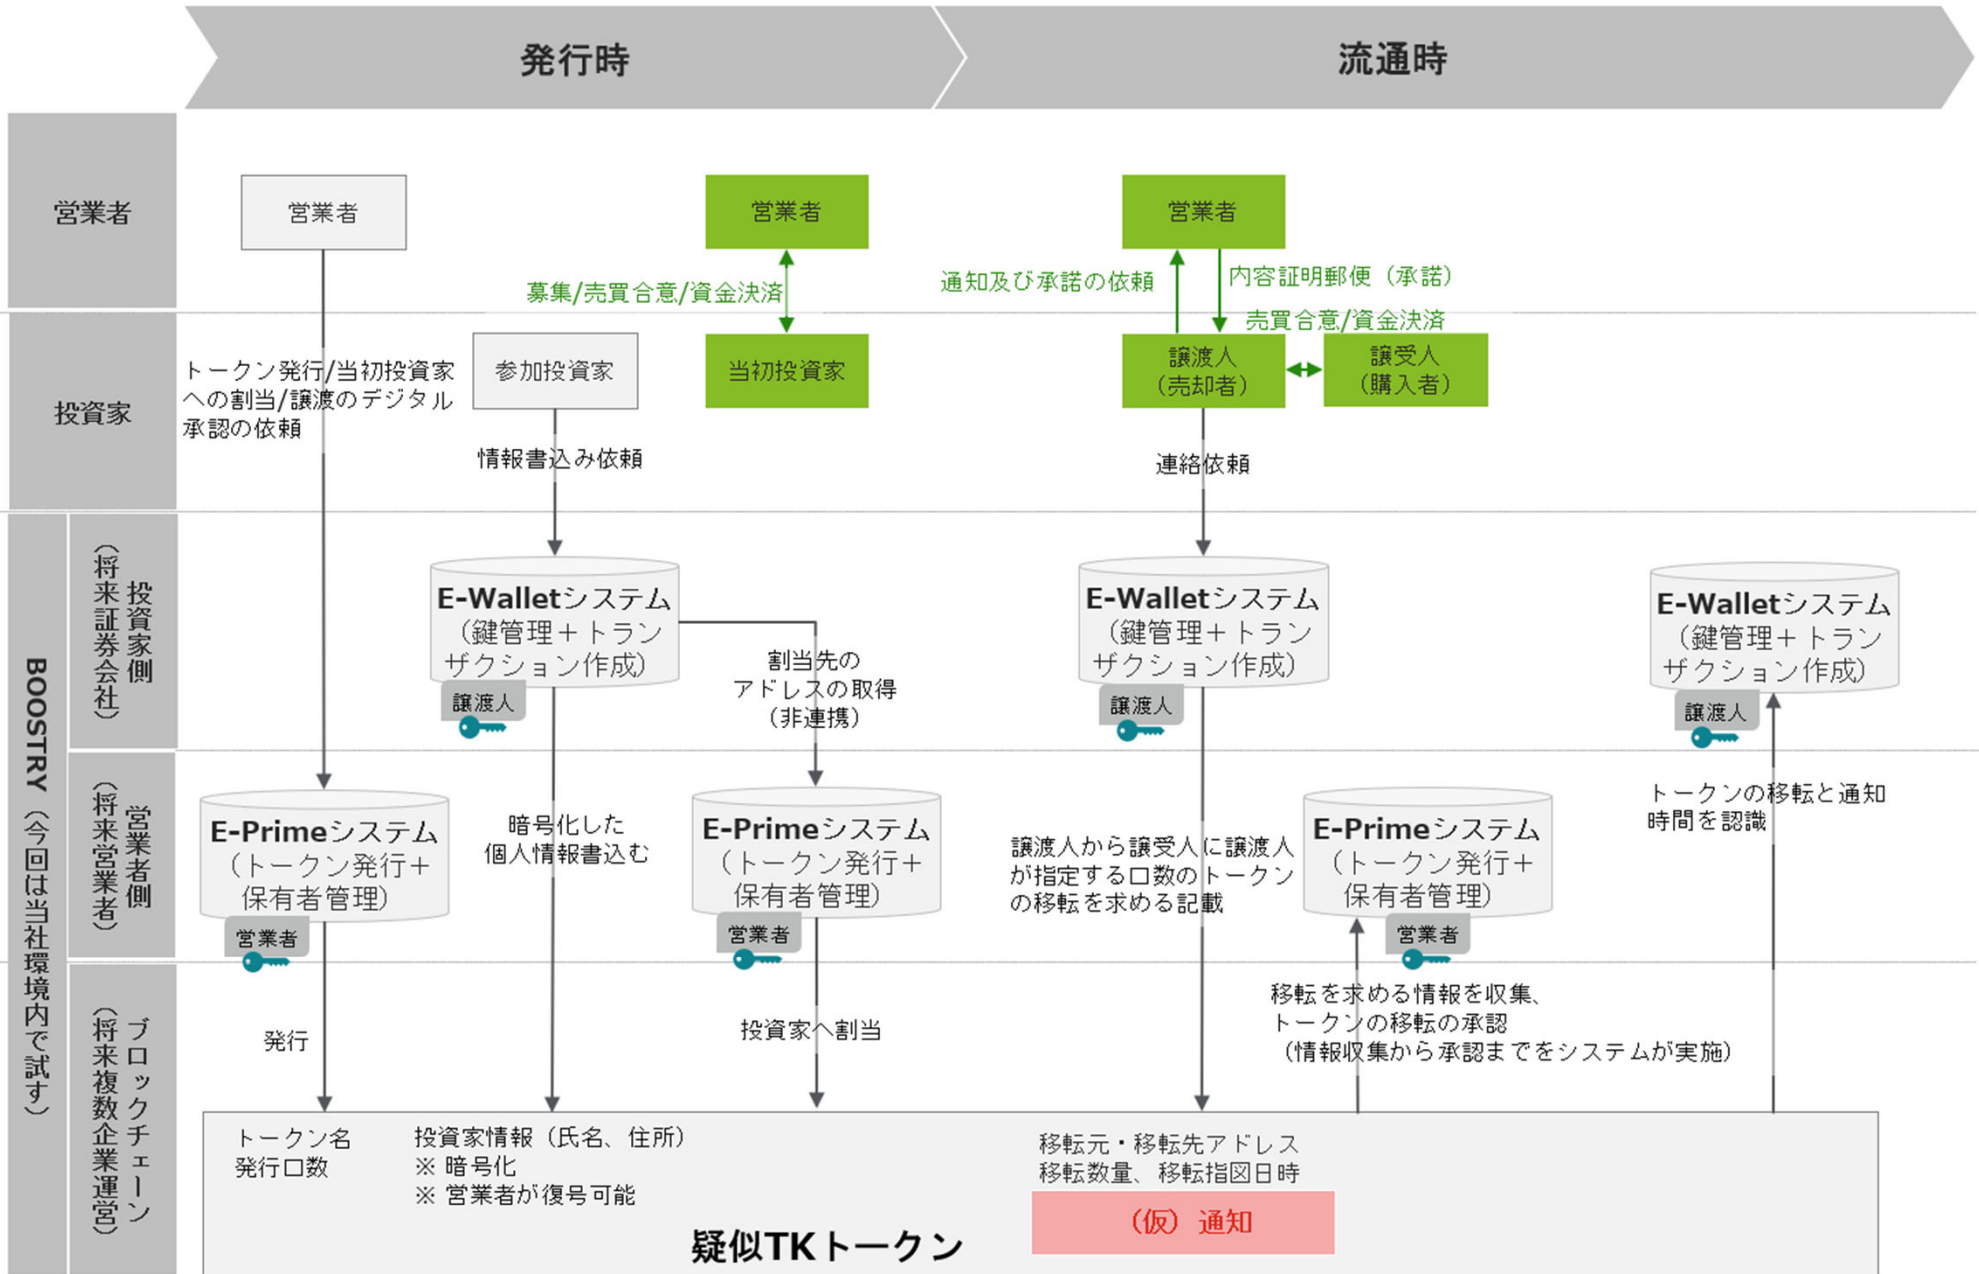 発行時
流通時
営業者
投資家
BOOSTRY（今回は当社環境内で試す）
投資家側
（将来証券会社）
営業者側
（将来営業者）
ブロックチェーン
（将来複数企業運営）
営業者
トークン発行/当初投資家
への割当/譲渡のデジタル
承認の依頼
参加投資家
情報書込み依頼
営業者
募集/売買合意/資金決済
当初投資家
営業者
通知及び承諾の依頼
内容証明郵便（承諾）
売買合意/資金決済
譲渡人
（売却者）
譲受人
（購入者）
連絡依頼
E-Walletシステム
（鍵管理＋トラン
ザクション作成）
譲渡人
割当先の
アドレスの取得
（非連携）
E-Walletシステム
（鍵管理＋トラン
ザクション作成）
譲渡人
E-Walletシステム
（鍵管理＋トラン
ザクション作成）
譲渡人
E-Primeシステム
（トークン発行＋
保有者管理）
営業者
暗号化した
個人情報書込む
E-Primeシステム
（トークン発行＋
保有者管理）
営業者
譲渡人から譲受人に譲渡人
が指定する口数のトークン
の移転を求める記載
E-Primeシステム
（トークン発行＋
保有者管理）
営業者
トークンの移転と通知
時間を認識
発行
投資家へ割当
移転を求める情報を収集、
トークンの移転の承認
（情報収集から承認までをシステムが実施）
トークン名
発行口数
投資家情報（氏名、住所）
※ 暗号化
※ 営業者が復号可能
移転元・移転先アドレス
移転数量、移転指図日時
（仮）通知
疑似TKトークン